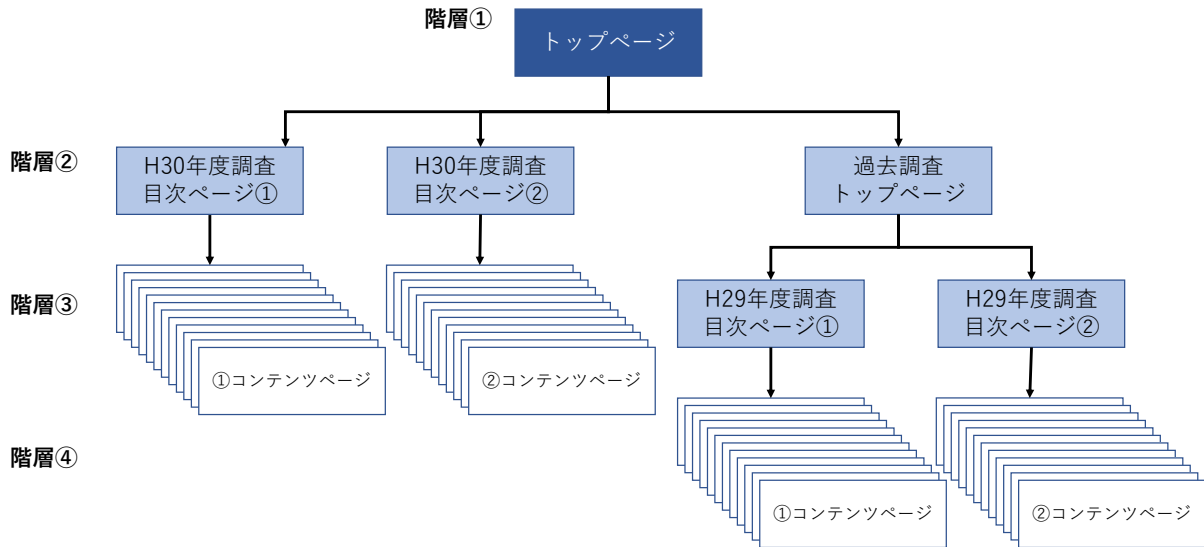 階層①
トップページ
階層②
H30年度調査
目次ページ①
H30年度調査
目次ページ②
過去調査
トップページ
階層③
H29年度調査
目次ページ①
H29年度調査
目次ページ②
①コンテンツページ
②コンテンツページ
階層④
①コンテンツページ
②コンテンツページ